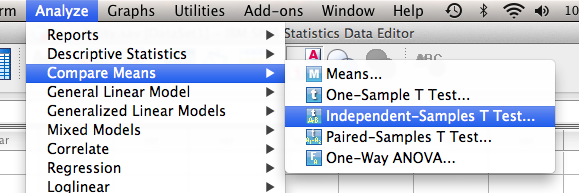 rm Analyze Graphs Utilities Add-ons Window Help 10
Statistics Data Editor
Reports
Descriptive Statistics
Compare Means
General Linear Model
Generalized Linear Models
Mixed Models
Correlate
Regression
Loglinear
M Means...
t One-Sample T Test...
Independent-Samples T Test...
Paired-Samples T Test...
One-Way ANOVA...